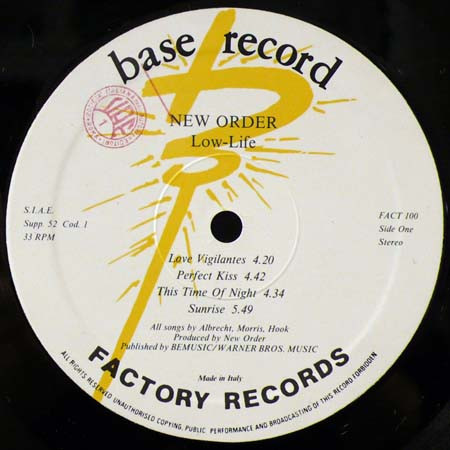 base record
NEW ORDER
Low-Life
S.I.A.E.
Supp. 52 Cod. 1
33 RPM
FACT 100
Side One
Stereo
Love Vigilantes 4.20
Perfect Kiss 4.42
This Time Of Night 4.34
Sunrise 5.49
All songs by Albrecht, Morris, Hook
Produced by New Order
Published by BEMUSIC/WARNER BROS. MUSIC
FACTORY RECORDS
Made in Italy
ALL RIGHTS RESERVED UNAUTHORISED COPYING, PUBLIC PERFORMANCE AND BROADCASTING OF THIS RECORD FORBIDDEN